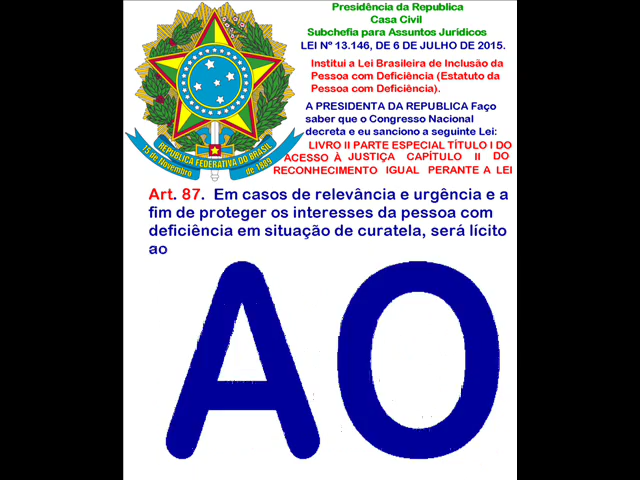 Presidência da Republica
Casa Civil
Subchefia para Assuntos Jurídicos
LEI Nº 13.146, DE 6 DE JULHO DE 2015.
Institui a Lei Brasileira de Inclusão da
Pessoa com Deficiência (Estatuto da
Pessoa com Deficiência).
A PRESIDENTA DA REPUBLICA Faço
saber que o Congresso Nacional
decreta e eu sanciono a seguinte Lei:
LIVRO II PARTE ESPECIAL TÍTULO I DO
ACESSO À JUSTIÇA CAPÍTULO II DO
RECONHECIMENTO IGUAL PERANTE A LEI
REPÚBLICA FEDERATIVA DO BRASIL
15 de Novembro
de 1889
Art. 87. Em casos de relevância e urgência e a
fim de proteger os interesses da pessoa com
deficiência em situação de curatela, será lícito
ao
AO